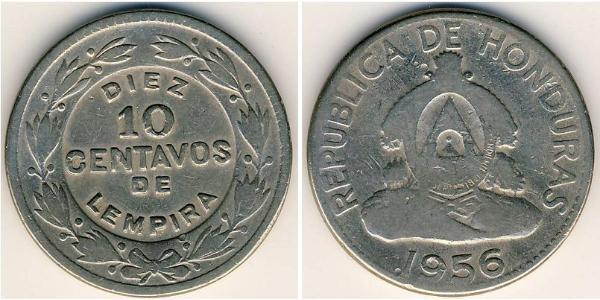 DIEZ
10
CENTAVOS
DE
LEMPIRA
REPUBLICA DE HONDURAS
1956